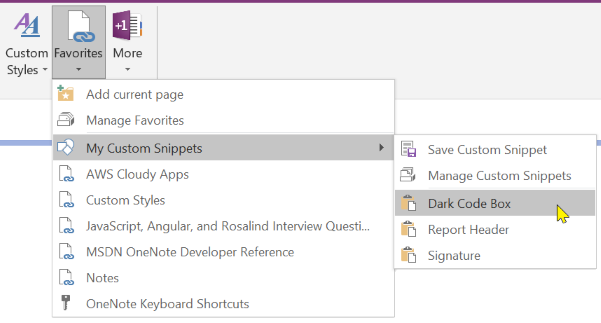 Custom Styles
Favorites
+1
More
Add current page
Manage Favorites
My Custom Snippets
AWS Cloudy Apps
Custom Styles
JavaScript, Angular, and Rosalind Interview Questi...
MSDN OneNote Developer Reference
Notes
OneNote Keyboard Shortcuts
Save Custom Snippet
Manage Custom Snippets
Dark Code Box
Report Header
Signature